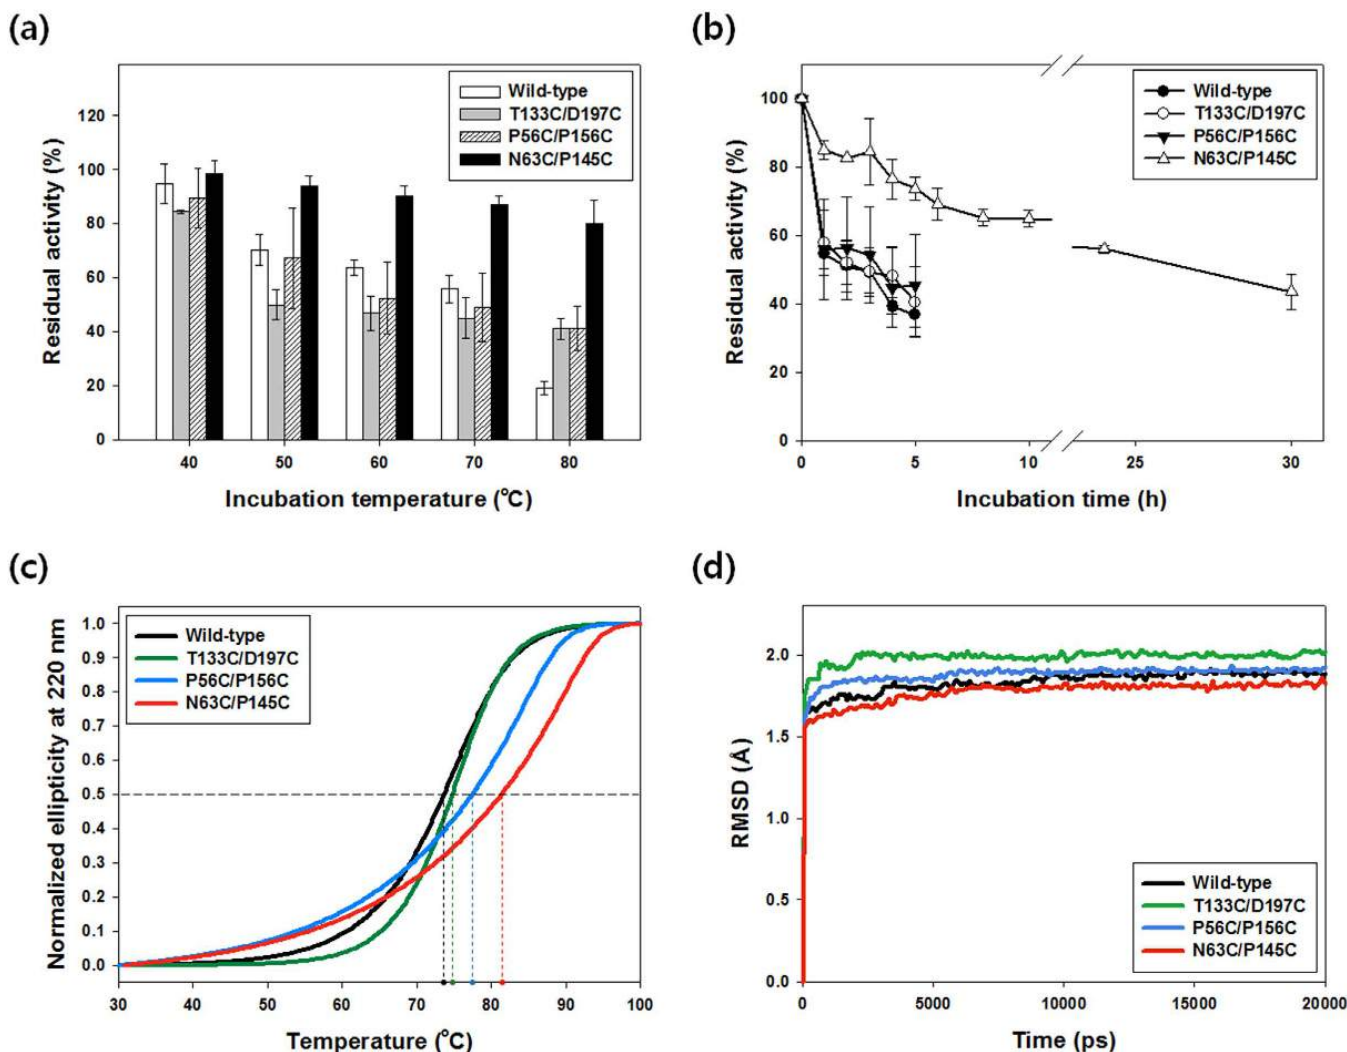 (a)
Residual activity (%)
120
100
80
60
40
20
0
40 50 60 70 80
Incubation temperature (°C)
Wild-type
T133C/D197C
P56C/P156C
N63C/P145C
(b)
Residual activity (%)
100
80
60
40
20
0
0 5 10 25 30
Incubation time (h)
Wild-type
T133C/D197C
P56C/P156C
N63C/P145C
(c)
Normalized ellipticity at 220 nm
1.0
0.9
0.8
0.7
0.6
0.5
0.4
0.3
0.2
0.1
0.0
30 40 50 60 70 80 90 100
Temperature (°C)
Wild-type
T133C/D197C
P56C/P156C
N63C/P145C
(d)
RMSD (Å)
2.0
1.5
1.0
0.5
0.0
0 5000 10000 15000 20000
Time (ps)
Wild-type
T133C/D197C
P56C/P156C
N63C/P145C